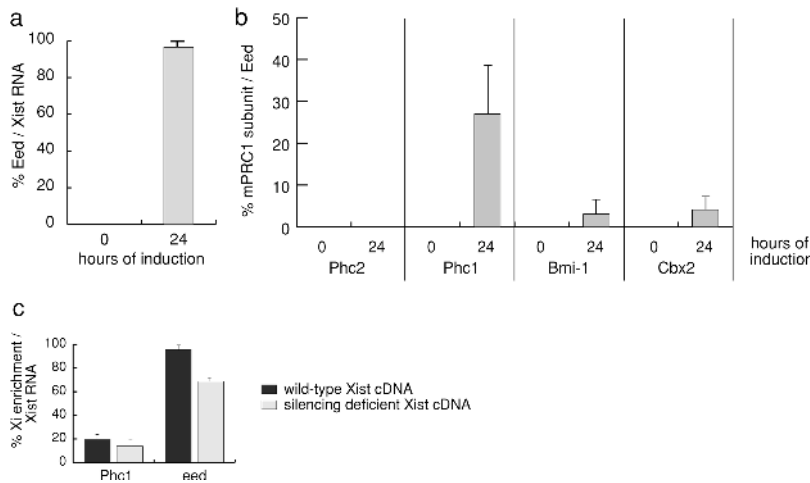 a
% Eed / Xist RNA
100
80
60
40
20
0
0 24
hours of induction
b
% mPRC1 subunit / Eed
50
40
30
20
10
0
0 24 0 24 0 24 0 24
Phc2 Phc1 Bmi-1 Cbx2
hours of
induction
c
% Xi enrichment /
Xist RNA
100
80
60
40
20
0
Phc1 eed
wild-type Xist cDNA
silencing deficient Xist cDNA